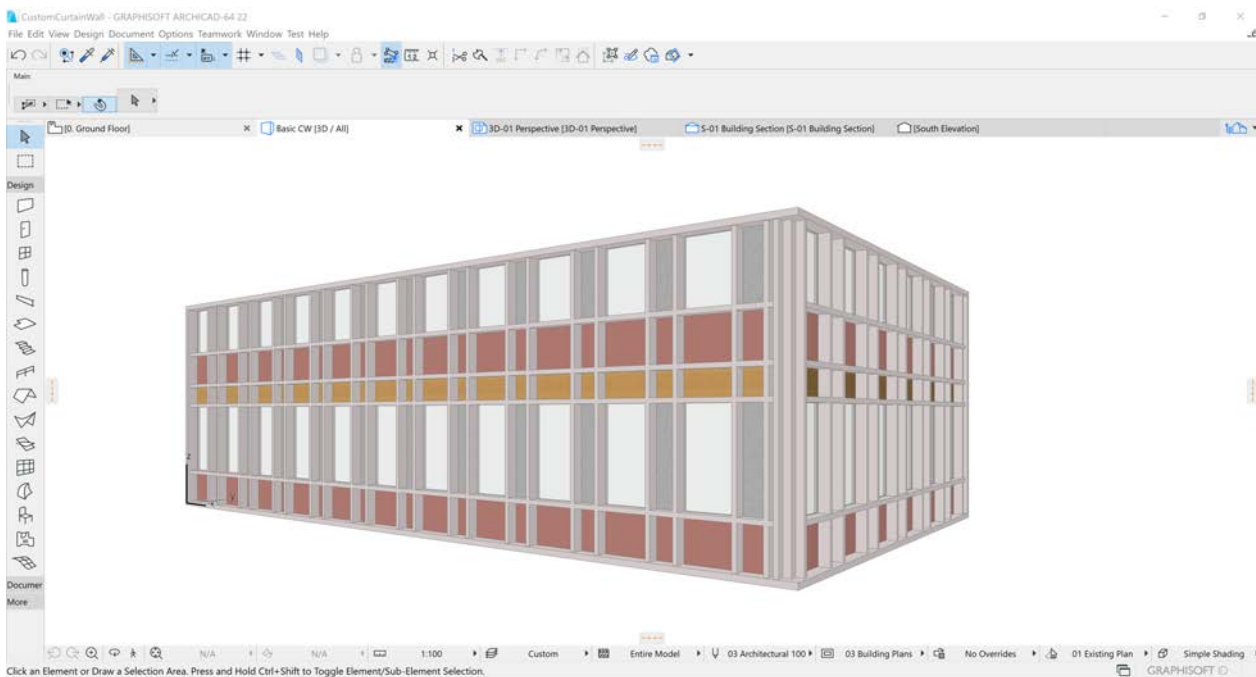 CustomCurtainWall - GRAPHISOFT ARCHICAD-64 22
File Edit View Design Document Options Teamwork Window Test Help
Main
[0. Ground Floor] Basic CW [3D / All] 3D-01 Perspective [3D-01 Perspective] S-01 Building Section [S-01 Building Section] [South Elevation]
Design
z
y
x
Documer
More
N/A N/A 1:100 Custom Entire Model 03 Architectural 100 03 Building Plans No Overrides 01 Existing Plan Simple Shading
Click an Element or Draw a Selection Area. Press and Hold Ctrl+Shift to Toggle Element/Sub-Element Selection.
GRAPHISOFT ID